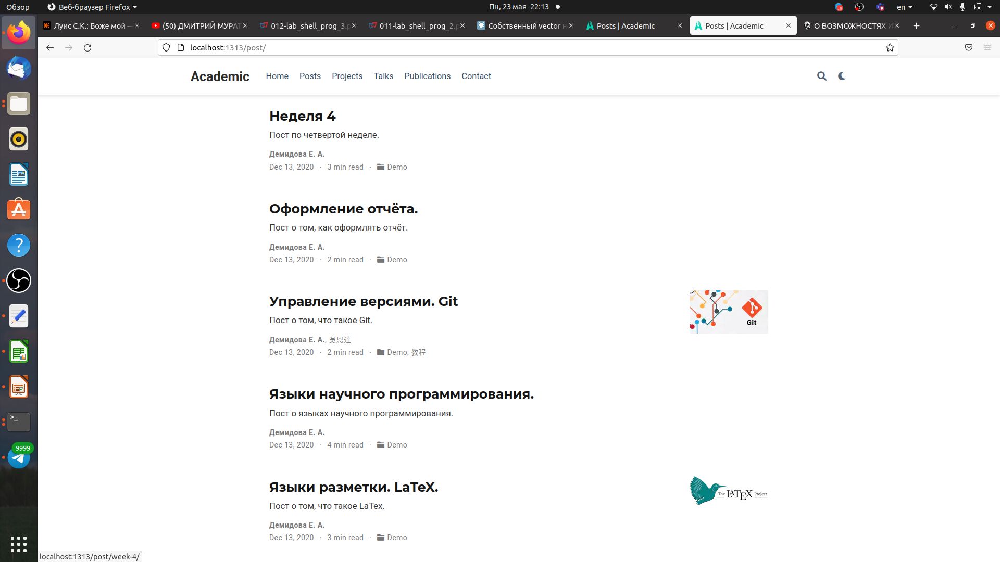 Обзор
Веб-браузер Firefox
Пн, 23 мая 22:13
en
Луис С.К.: Боже мой –
(50) ДМИТРИЙ МУРАТ
012-lab_shell_prog_3.p
011-lab_shell_prog_2.p
Собственный vector н
Posts | Academic
Posts | Academic
О ВОЗМОЖНОСТЯХ И
localhost:1313/post/
Academic
Home
Posts
Projects
Talks
Publications
Contact
Неделя 4
Пост по четвертой неделе.
Демидова Е. А.
Dec 13, 2020 · 3 min read · Demo
Оформление отчёта.
Пост о том, как оформлять отчёт.
Демидова Е. А.
Dec 13, 2020 · 2 min read · Demo
Управление версиями. Git
Пост о том, что такое Git.
Демидова Е. А., 吳恩達
Dec 13, 2020 · 2 min read · Demo, 教程
Git
Языки научного программирования.
Пост о языках научного программирования.
Демидова Е. А.
Dec 13, 2020 · 4 min read · Demo
Языки разметки. LaTeX.
Пост о том, что такое LaTex.
Демидова Е. А.
Dec 13, 2020 · 3 min read · Demo
The LATEX Project
9999
localhost:1313/post/week-4/